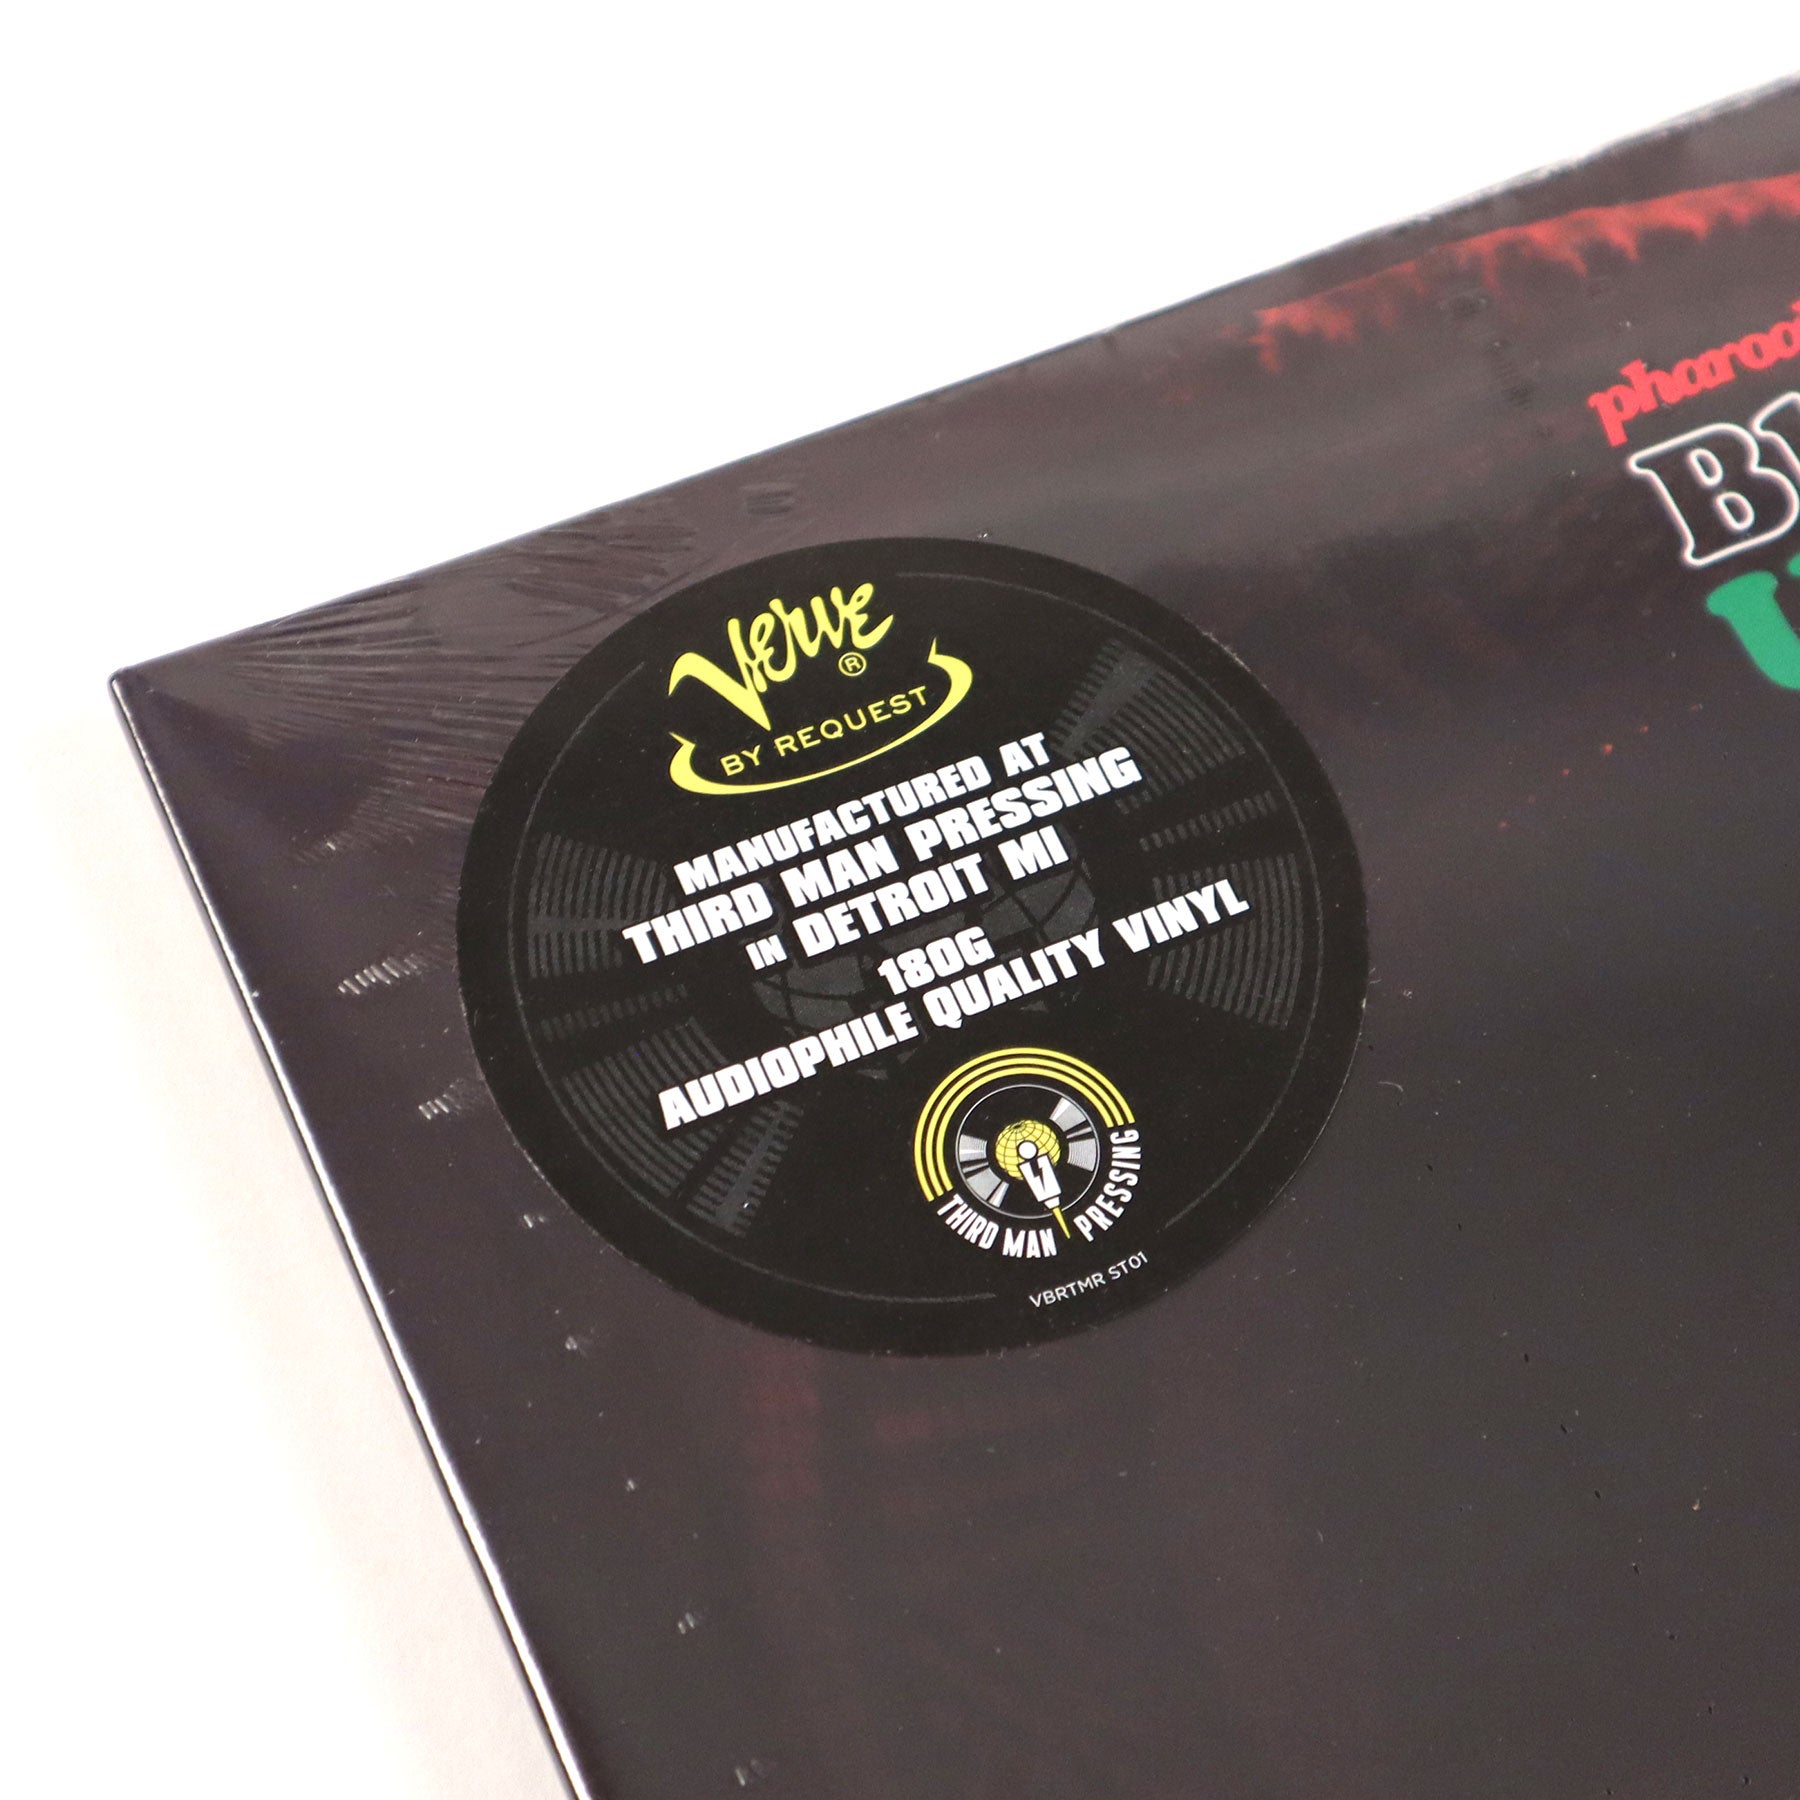 Verve ®
BY REQUEST
MANUFACTURED AT
THIRD MAN PRESSING
IN DETROIT MI
180G
AUDIOPHILE QUALITY VINYL
THIRD MAN PRESSING
VBRTMR ST01
pharoo
B
U